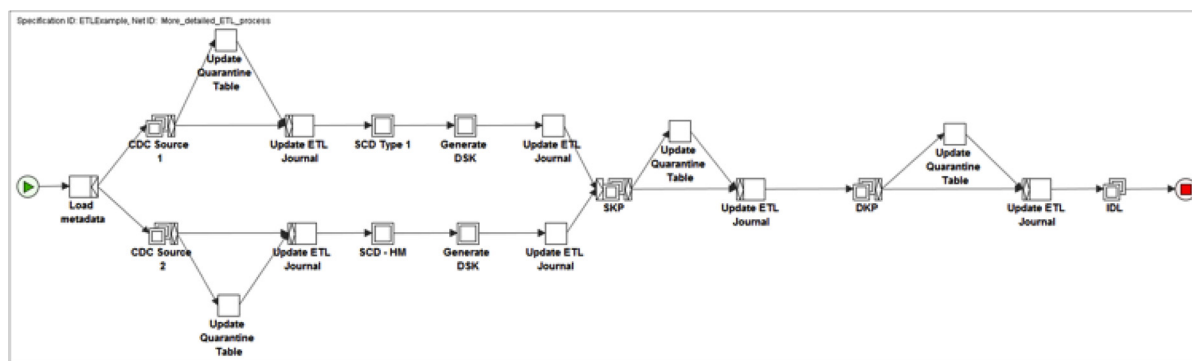 Specification ID: ETLExample, Net ID: More_detailed_ETL_process
Update
Quarantine
Table
CDC Source
1
Update ETL
Journal
SCD Type 1
Generate
DSK
Update ETL
Journal
Load
metadata
CDC Source
2
Update ETL
Journal
SCD - HM
Generate
DSK
Update ETL
Journal
Update
Quarantine
Table
SKP
Update
Quarantine
Table
Update ETL
Journal
DKP
Update
Quarantine
Table
Update ETL
Journal
IDL